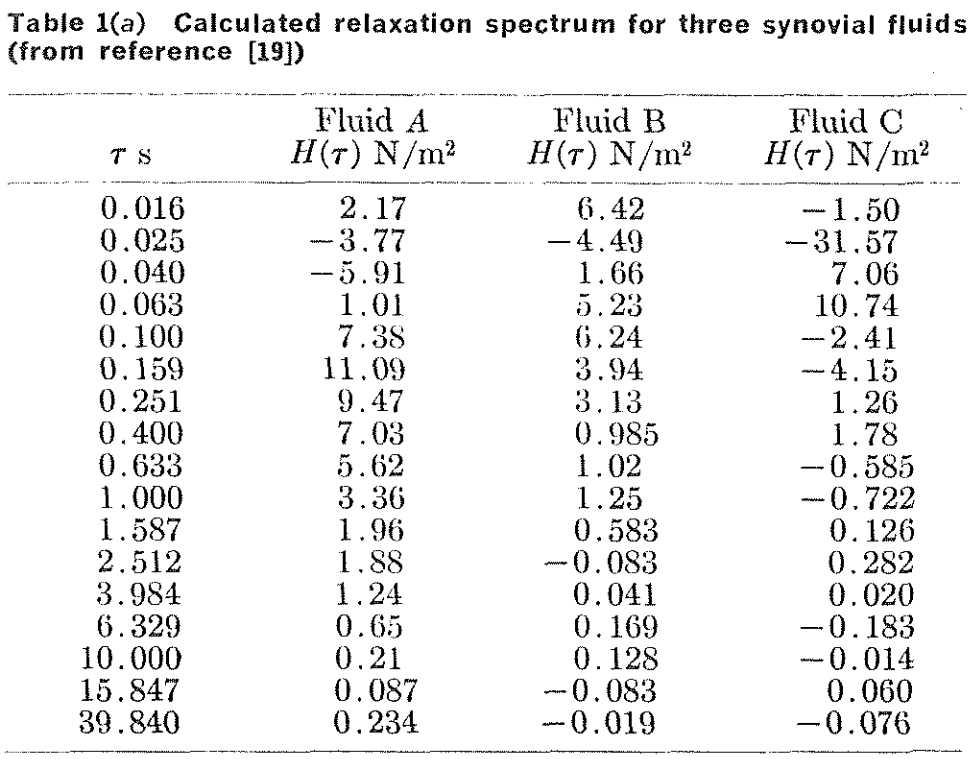 Table 1(a) Calculated relaxation spectrum for three synovial fluids
(from reference [19])
Fluid A Fluid B Fluid C
τ s H(τ) N/m² H(τ) N/m² H(τ) N/m²
0.016 2.17 6.42 −1.50
0.025 −3.77 −4.49 −31.57
0.040 −5.91 1.66 7.06
0.063 1.01 5.23 10.74
0.100 7.38 6.24 −2.41
0.159 11.09 3.94 −4.15
0.251 9.47 3.13 1.26
0.400 7.03 0.985 1.78
0.633 5.62 1.02 −0.585
1.000 3.36 1.25 −0.722
1.587 1.96 0.583 0.126
2.512 1.88 −0.083 0.282
3.984 1.24 0.041 0.020
6.329 0.65 0.169 −0.183
10.000 0.21 0.128 −0.014
15.847 0.087 −0.083 0.060
39.840 0.234 −0.019 −0.076